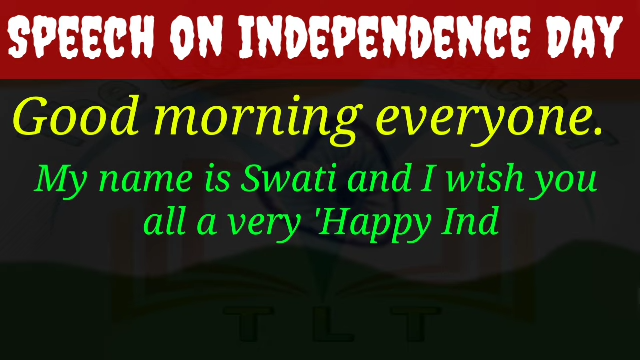 SPEECH ON INDEPENDENCE DAY
Good morning everyone.
My name is Swati and I wish you
all a very 'Happy Ind
T L T